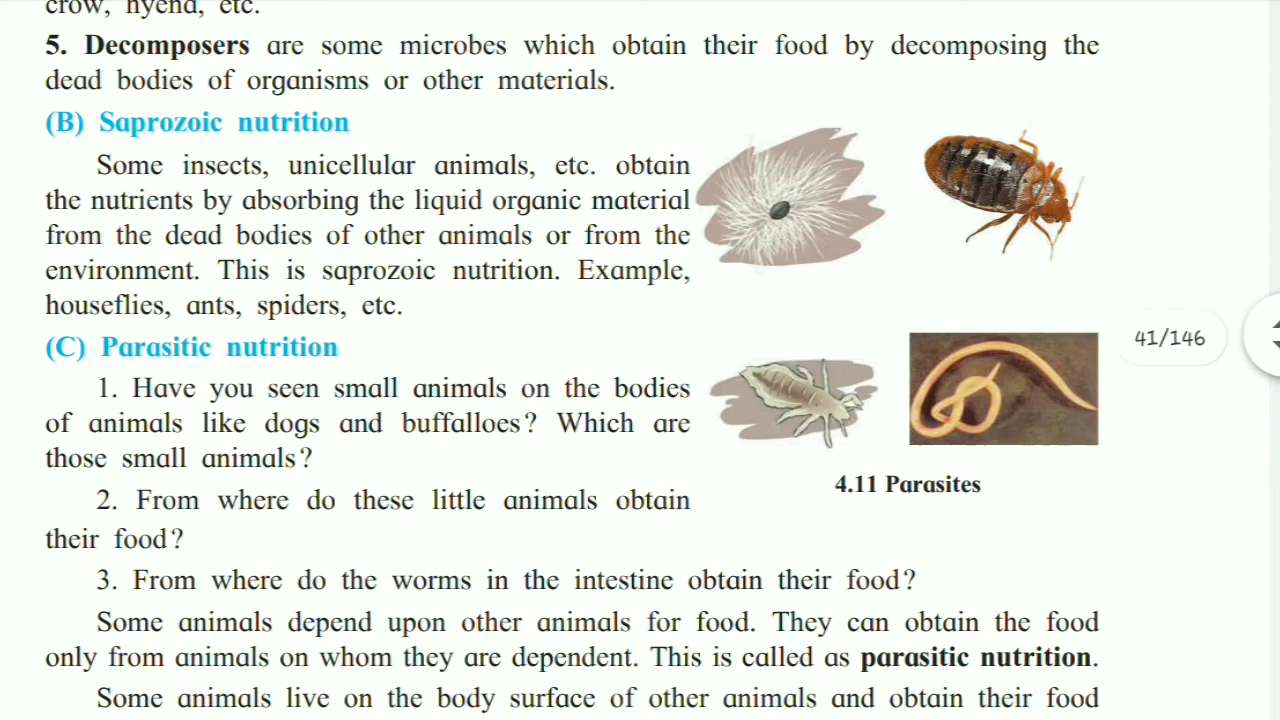 crow, hyena, etc.
5. Decomposers are some microbes which obtain their food by decomposing the
dead bodies of organisms or other materials.
(B) Saprozoic nutrition
Some insects, unicellular animals, etc. obtain
the nutrients by absorbing the liquid organic material
from the dead bodies of other animals or from the
environment. This is saprozoic nutrition. Example,
houseflies, ants, spiders, etc.
(C) Parasitic nutrition
1. Have you seen small animals on the bodies
of animals like dogs and buffalloes? Which are
those small animals?
2. From where do these little animals obtain
their food?
4.11 Parasites
41/146
3. From where do the worms in the intestine obtain their food?
Some animals depend upon other animals for food. They can obtain the food
only from animals on whom they are dependent. This is called as parasitic nutrition.
Some animals live on the body surface of other animals and obtain their food